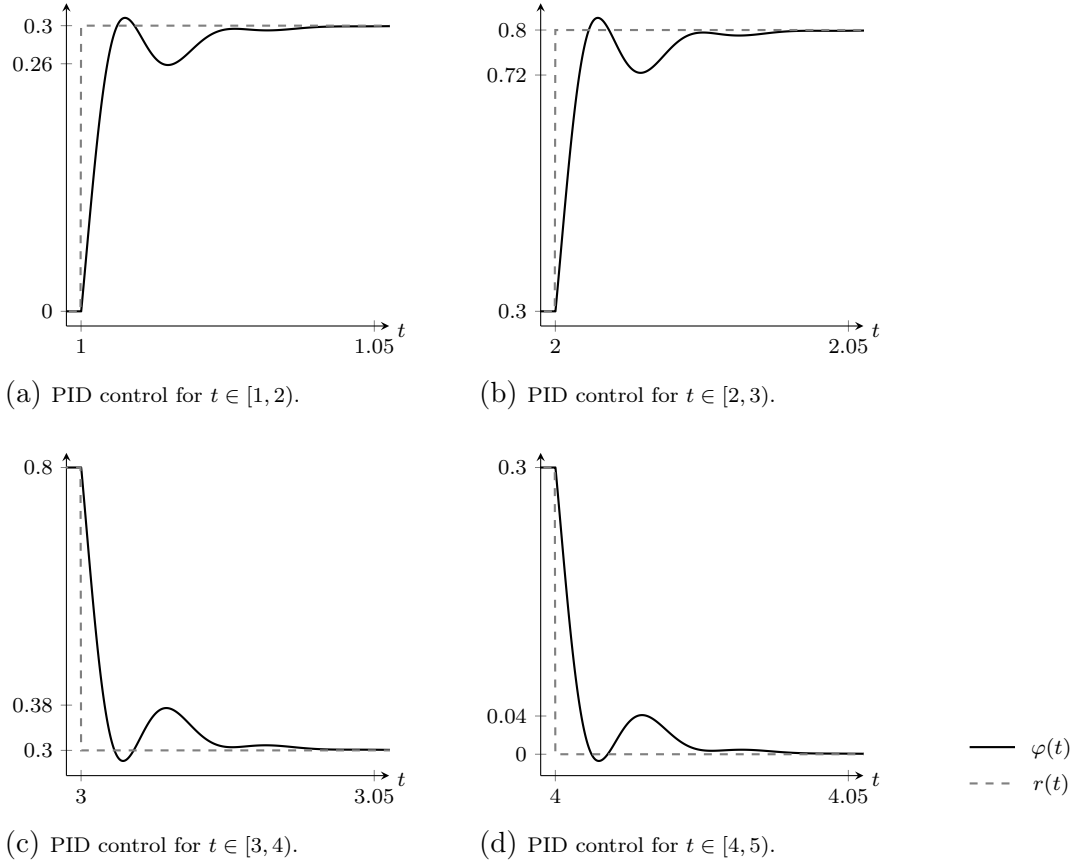 0.3
0.26
0
1
1.05
t
(a) PID control for t ∈ [1, 2).
0.8
0.72
0.3
2
2.05
t
(b) PID control for t ∈ [2, 3).
0.8
0.38
0.3
3
3.05
t
(c) PID control for t ∈ [3, 4).
0.3
0.04
0
4
4.05
t
(d) PID control for t ∈ [4, 5).
φ(t)
r(t)